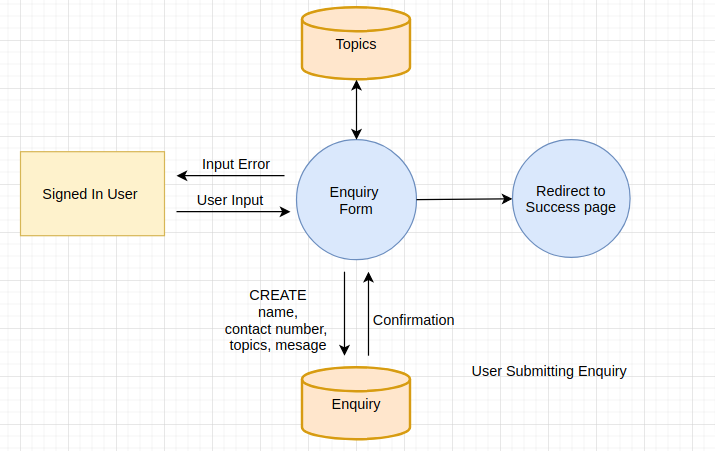 Topics
Input Error
Signed In User
User Input
Enquiry
Form
Redirect to
Success page
CREATE
name,
contact number,
topics, mesage
Confirmation
User Submitting Enquiry
Enquiry